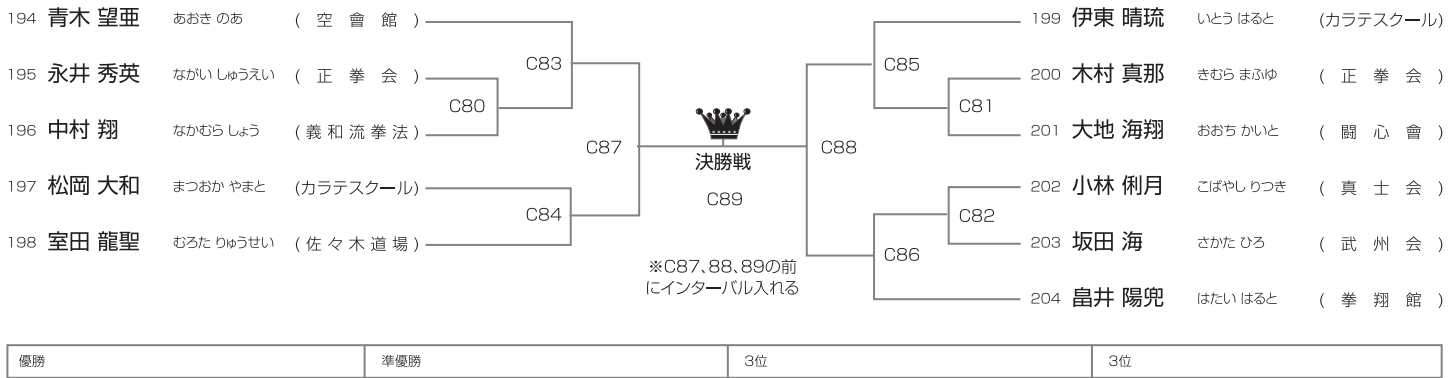 194 青木 望亜 あおき のあ ( 空 會 館 )
195 永井 秀英 ながい しゅうえい ( 正 拳 会 )
196 中村 翔 なかむら しょう ( 義 和 流 拳 法 )
197 松岡 大和 まつおか やまと (カラテスクール)
198 室田 龍聖 むろた りゅうせい ( 佐 々 木 道 場 )
C83
C80
C87
C84
決勝戦
C89
※C87、88、89の前
にインターバル入れる
C85
C81
C88
C82
C86
199 伊東 晴琉 いとう はると (カラテスクール)
200 木村 真那 きむら まふゆ ( 正 拳 会 )
201 大地 海翔 おおち かいと ( 闘 心 會 )
202 小林 俐月 こばやし りつき ( 真 士 会 )
203 坂田 海 さかた ひろ ( 武 州 会 )
204 畠井 陽兜 はたい はると ( 拳 翔 館 )
優勝 準優勝 3位 3位